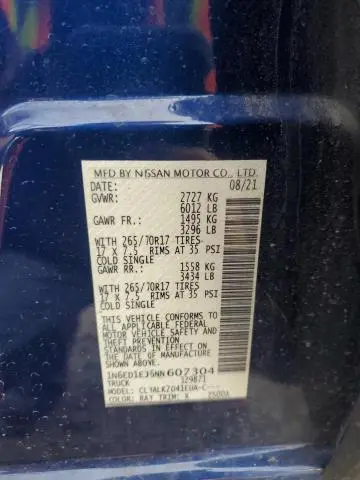 MFD BY NISSAN MOTOR CO., LTD.
DATE: 08/21
GVWR: 2727 KG
6012 LB
GAWR FR.: 1495 KG
3296 LB
WITH 265/70R17 TIRES
17 X 7.5 RIMS AT 35 PSI
COLD SINGLE
GAWR RR.: 1558 KG
3434 LB
WITH 265/70R17 TIRES
17 X 7.5 RIMS AT 35 PSI
COLD SINGLE
THIS VEHICLE CONFORMS TO ALL
APPLICABLE FEDERAL MOTOR VEHICLE SAFETY
AND THEFT PREVENTION
STANDARDS IN EFFECT ON THE
DATE OF MANUFACTURE SHOWN
ABOVE.
607304
TRUCK
MODEL:
COLOR: TRIM: K